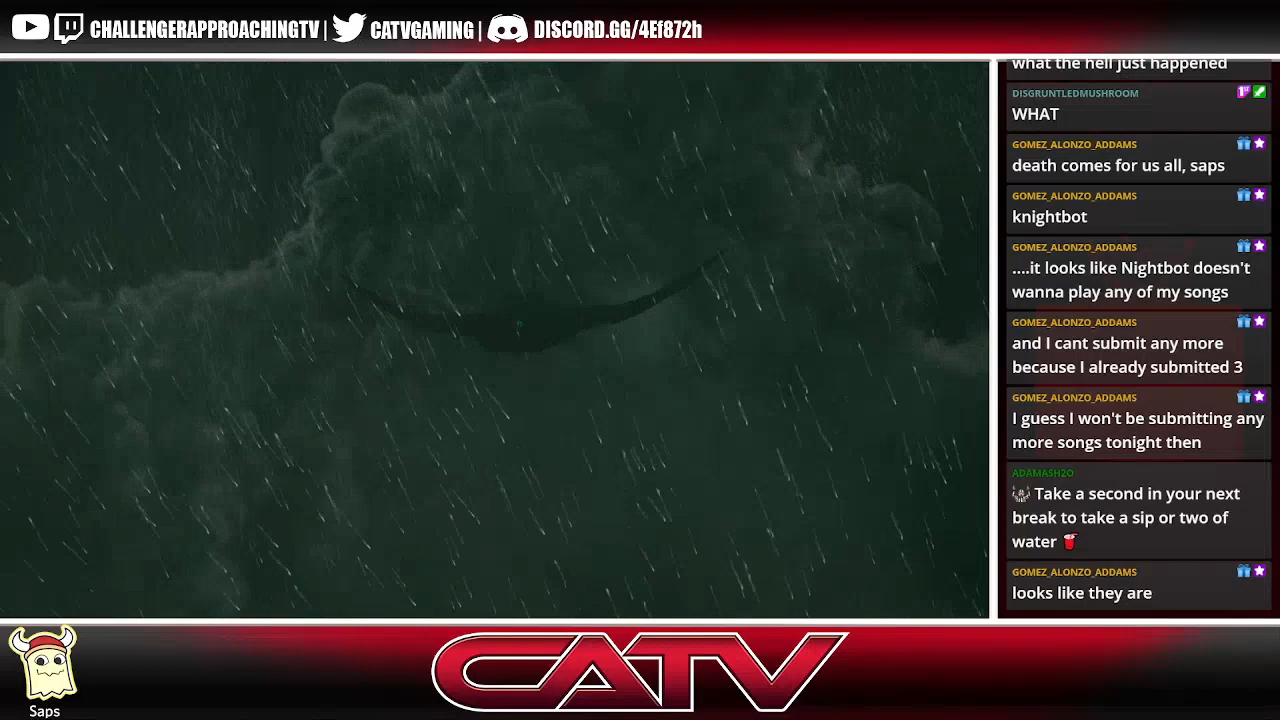 CHALLENGERAPPROACHINGTV | CATVGAMING | DISCORD.GG/4Ef872h
what the hell just happened
DISGRUNTLEDMUSHROOM
WHAT
GOMEZ_ALONZO_ADDAMS
death comes for us all, saps
GOMEZ_ALONZO_ADDAMS
knightbot
GOMEZ_ALONZO_ADDAMS
....it looks like Nightbot doesn't
wanna play any of my songs
GOMEZ_ALONZO_ADDAMS
and I cant submit any more
because I already submitted 3
GOMEZ_ALONZO_ADDAMS
I guess I won't be submitting any
more songs tonight then
ADAMASH2O
Take a second in your next
break to take a sip or two of
water
GOMEZ_ALONZO_ADDAMS
looks like they are
CATV
Saps